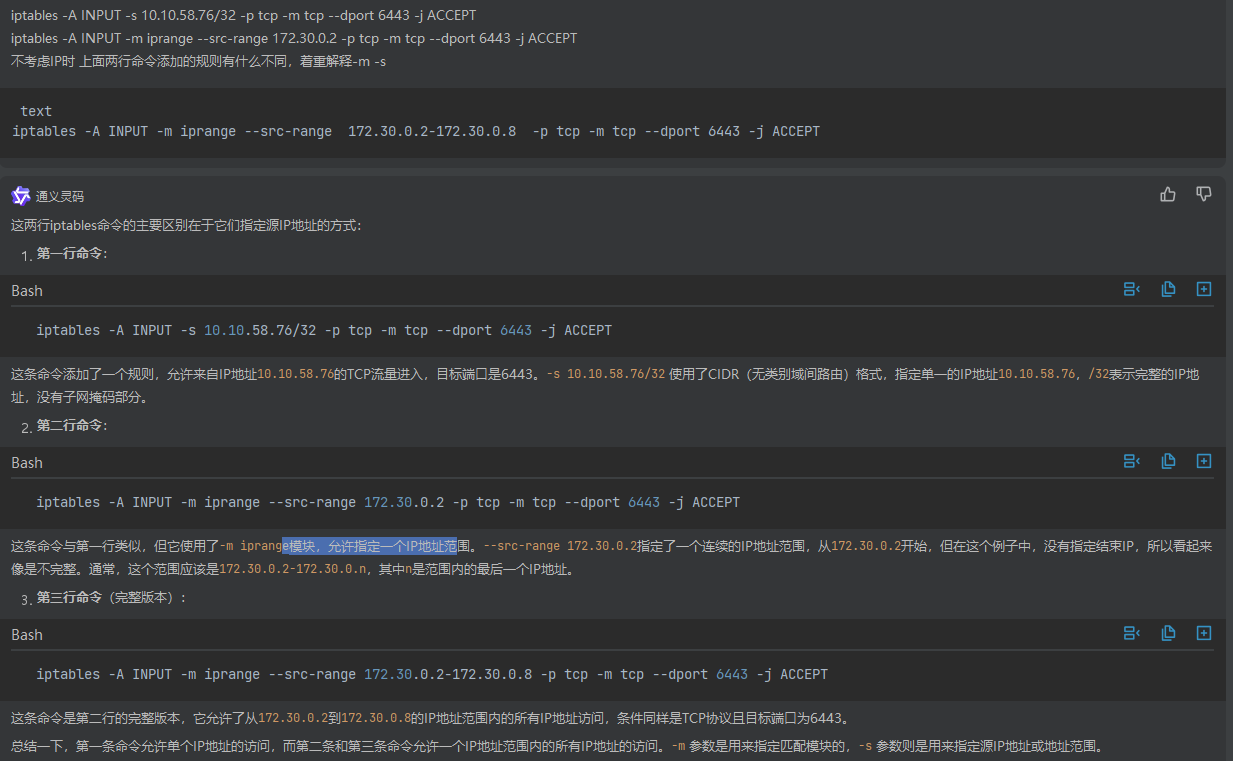 iptables -A INPUT -s 10.10.58.76/32 -p tcp -m tcp --dport 6443 -j ACCEPT
iptables -A INPUT -m iprange --src-range 172.30.0.2 -p tcp -m tcp --dport 6443 -j ACCEPT
不考虑IP时 上面两行命令添加的规则有什么不同，着重解释-m -s
text
iptables -A INPUT -m iprange --src-range  172.30.0.2-172.30.0.8  -p tcp -m tcp --dport 6443 -j ACCEPT
通义灵码
这两行iptables命令的主要区别在于它们指定源IP地址的方式：
1. 第一行命令：
Bash
iptables -A INPUT -s 10.10.58.76/32 -p tcp -m tcp --dport 6443 -j ACCEPT
这条命令添加了一个规则，允许来自IP地址10.10.58.76的TCP流量进入，目标端口是6443。-s 10.10.58.76/32 使用了CIDR（无类别域间路由）格式，指定单一的IP地址10.10.58.76，/32表示完整的IP地
址，没有子网掩码部分。
2. 第二行命令：
Bash
iptables -A INPUT -m iprange --src-range 172.30.0.2 -p tcp -m tcp --dport 6443 -j ACCEPT
这条命令与第一行类似，但它使用了-m iprange模块，允许指定一个IP地址范围。--src-range 172.30.0.2指定了一个连续的IP地址范围，从172.30.0.2开始，但在这个例子中，没有指定结束IP，所以看起来
像是不完整。通常，这个范围应该是172.30.0.2-172.30.0.n，其中n是范围内的最后一个IP地址。
3. 第三行命令（完整版本）：
Bash
iptables -A INPUT -m iprange --src-range 172.30.0.2-172.30.0.8 -p tcp -m tcp --dport 6443 -j ACCEPT
这条命令是第二行的完整版本，它允许了从172.30.0.2到172.30.0.8的IP地址范围内的所有IP地址访问，条件同样是TCP协议且目标端口为6443。
总结一下，第一条命令允许单个IP地址的访问，而第二条和第三条命令允许一个IP地址范围内的所有IP地址的访问。-m 参数是用来指定匹配模块的，-s 参数则是用来指定源IP地址或地址范围。